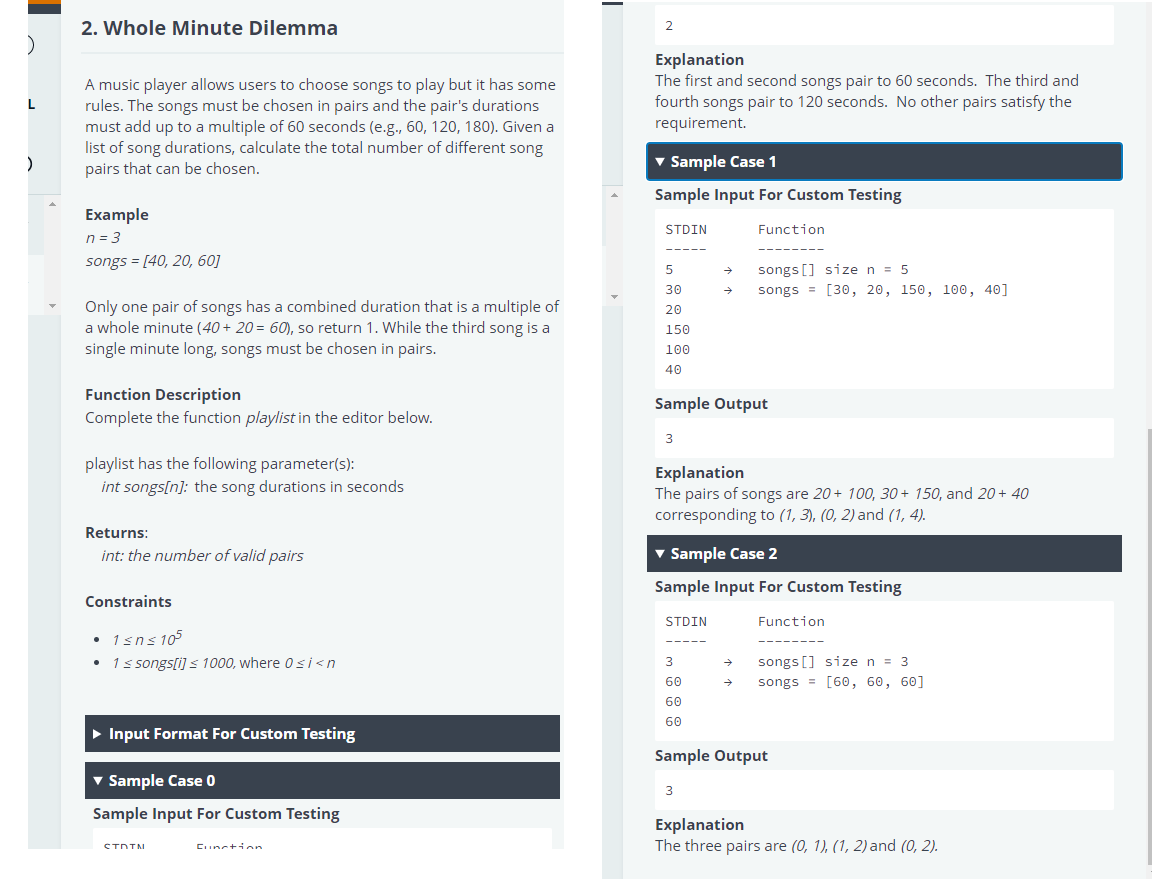 2. Whole Minute Dilemma
L
A music player allows users to choose songs to play but it has some
rules. The songs must be chosen in pairs and the pair's durations
must add up to a multiple of 60 seconds (e.g., 60, 120, 180). Given a
list of song durations, calculate the total number of different song
pairs that can be chosen.
Example
n = 3
songs = [40, 20, 60]
Only one pair of songs has a combined duration that is a multiple of
a whole minute (40 + 20 = 60), so return 1. While the third song is a
single minute long, songs must be chosen in pairs.
Function Description
Complete the function playlist in the editor below.
playlist has the following parameter(s):
int songs[n]: the song durations in seconds
Returns:
int: the number of valid pairs
Constraints
• 1 ≤ n ≤ 10⁵
• 1 ≤ songs[i] ≤ 1000, where 0 ≤ i < n
▶ Input Format For Custom Testing
▼ Sample Case 0
Sample Input For Custom Testing
STDIN Function
2
Explanation
The first and second songs pair to 60 seconds. The third and
fourth songs pair to 120 seconds. No other pairs satisfy the
requirement.
▼ Sample Case 1
Sample Input For Custom Testing
STDIN Function
----- --------
5 → songs[] size n = 5
30 → songs = [30, 20, 150, 100, 40]
20
150
100
40
Sample Output
3
Explanation
The pairs of songs are 20 + 100, 30 + 150, and 20 + 40
corresponding to (1, 3), (0, 2) and (1, 4).
▼ Sample Case 2
Sample Input For Custom Testing
STDIN Function
----- --------
3 → songs[] size n = 3
60 → songs = [60, 60, 60]
60
60
Sample Output
3
Explanation
The three pairs are (0, 1), (1, 2) and (0, 2).